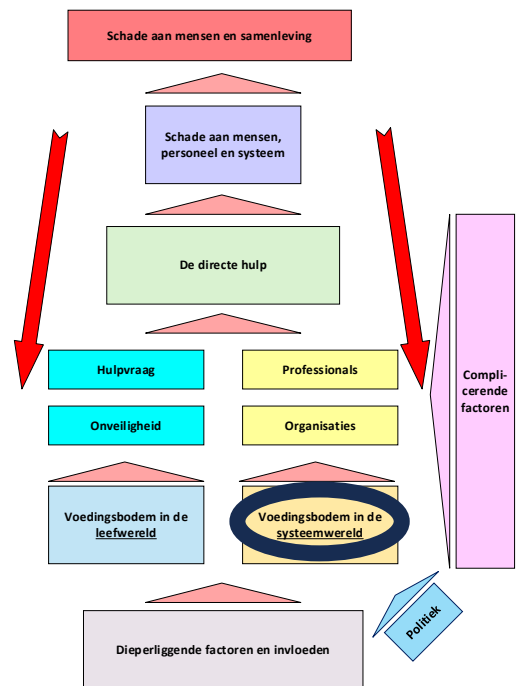 Schade aan mensen en samenleving
Schade aan mensen,
personeel en systeem
De directe hulp
Hulpvraag
Professionals
Compli-
cerende
factoren
Onveiligheid
Organisaties
Voedingsbodem in de
leefwereld
Voedingsbodem in de
systeemwereld
Politiek
Dieperliggende factoren en invloeden